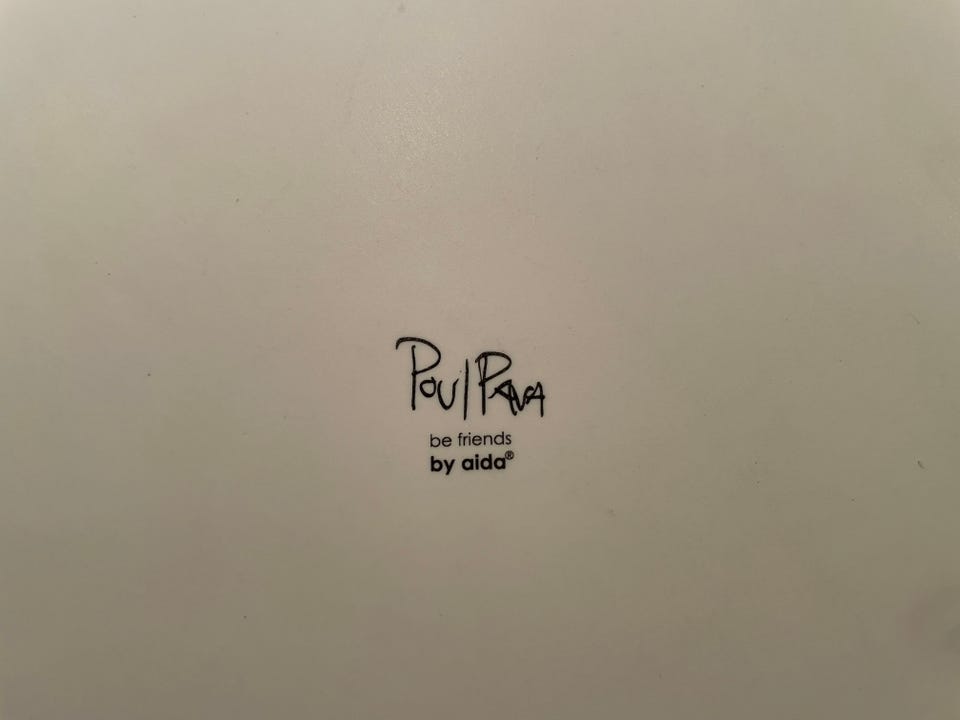 Poul Pava
be friends
by aida®